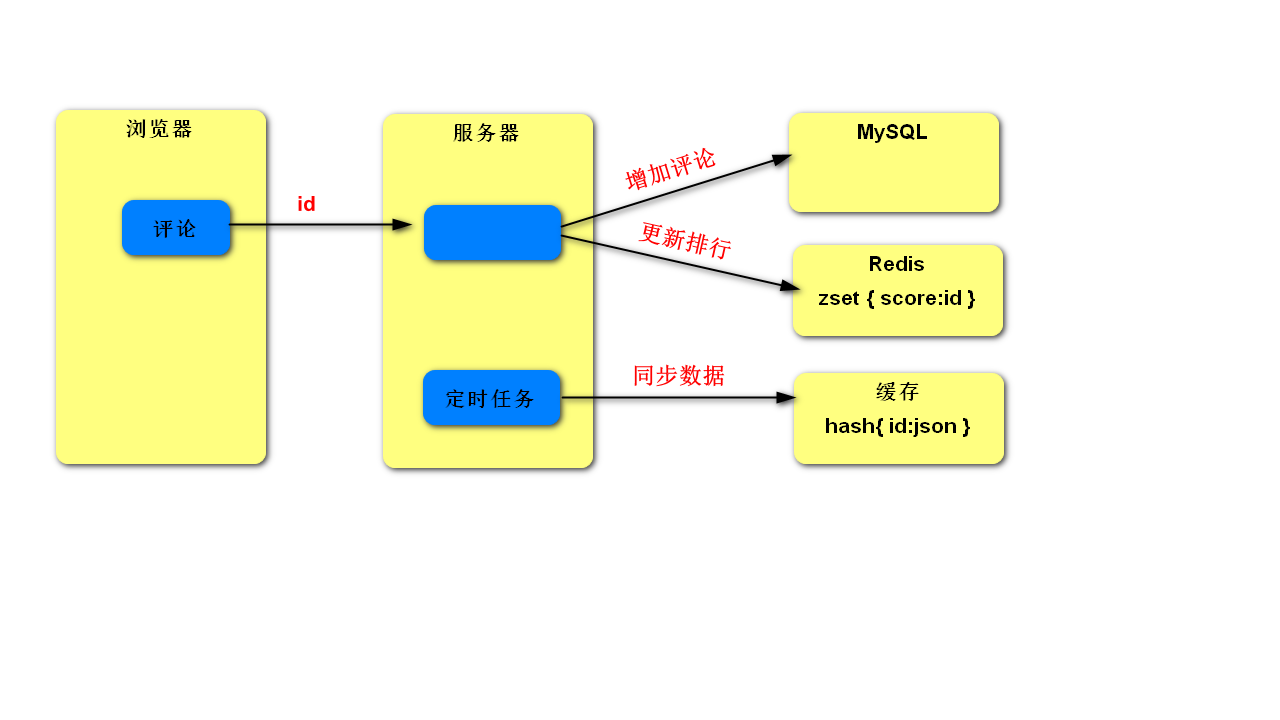 浏览器
评论
id
服务器
定时任务
增加评论
更新排行
同步数据
MySQL
Redis
zset { score:id }
缓存
hash{ id:json }